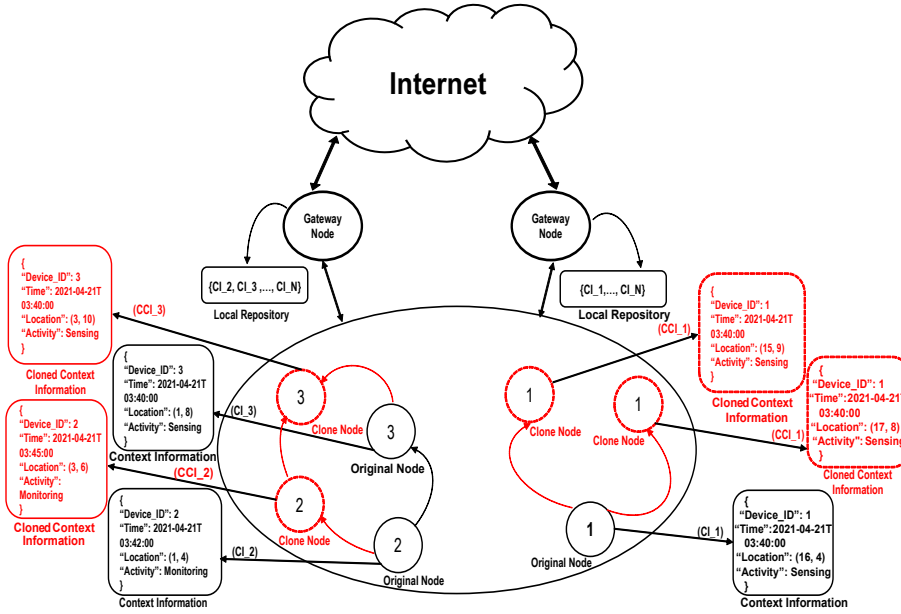 Internet
Gateway
Node
Gateway
Node
{CI_2, CI_3 ,..., CI_N}
Local Repository
{CI_1,..., CI_N}
Local Repository
{
“Device_ID”: 3
“Time”: 2021-04-21T
03:40:00
“Location”: (3, 10)
“Activity”: Sensing
}
Cloned Context
Information
(CCI_3)
{
“Device_ID”: 3
“Time”: 2021-04-21T
03:40:00
“Location”: (1, 8)
“Activity”: Sensing
}
Context Information
(CI_3)
{
“Device_ID”: 2
“Time”: 2021-04-21T
03:45:00
“Location”: (3, 6)
“Activity”:
Monitoring
}
Cloned Context
Information
(CCI_2)
{
“Device_ID”: 2
“Time”: 2021-04-21T
03:42:00
“Location”: (1, 4)
“Activity”: Monitoring
}
Context Information
(CI_2)
3
Clone Node
3
Original Node
2
Clone Node
2
Original Node
1
Clone Node
1
Clone Node
1
Original Node
(CCI_1)
{
“Device_ID”: 1
“Time”: 2021-04-21T
03:40:00
“Location”: (15, 9)
“Activity”: Sensing
}
Cloned Context
Information
(CCI_1)
{
“Device_ID”: 1
“Time”: 2021-04-21T
03:40:00
“Location”: (17, 8)
“Activity”: Sensing
}
Cloned Context
Information
(CI_1)
{
“Device_ID”: 1
“Time”:2021-04-21T
03:40:00
“Location”: (16, 4)
“Activity”: Sensing
}
Context Information